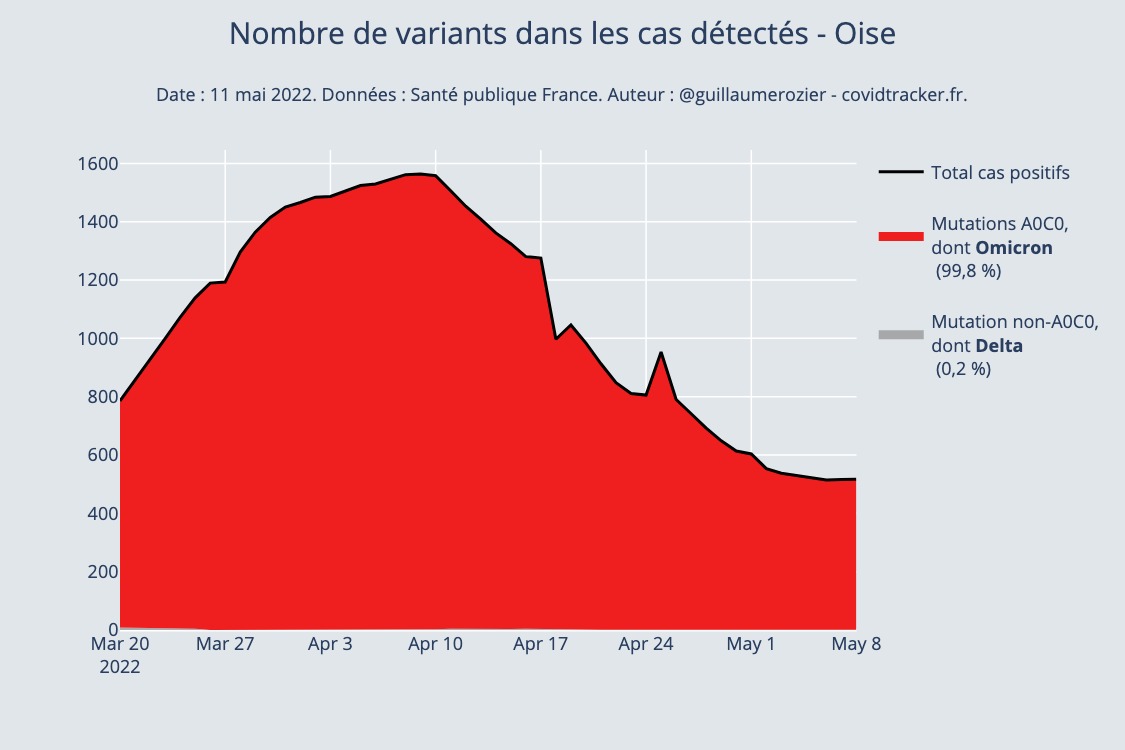 Nombre de variants dans les cas détectés - Oise
Date : 11 mai 2022. Données : Santé publique France. Auteur : @guillaumerozier - covidtracker.fr.
1600
1400
1200
1000
800
600
400
200
0
Mar 20
2022
Mar 27
Apr 3
Apr 10
Apr 17
Apr 24
May 1
May 8
Total cas positifs
Mutations A0C0,
dont Omicron
(99,8 %)
Mutation non-A0C0,
dont Delta
(0,2 %)